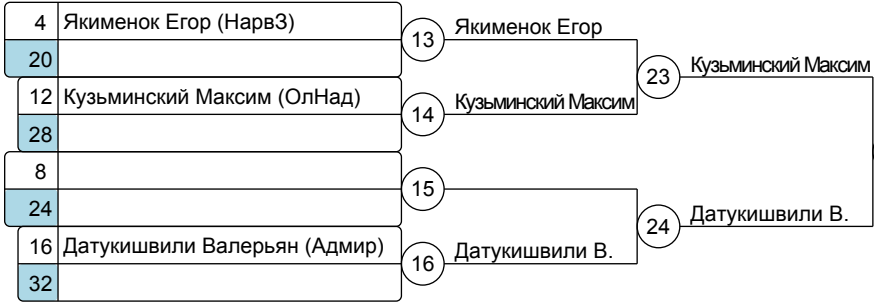 4 Якименок Егор (Нарв3)
20
13 Якименок Егор
12 Кузьминский Максим (ОлНад)
28
14 Кузьминский Максим
23 Кузьминский Максим
8
24
15
16 Датукишвили Валерьян (Адмир)
32
16 Датукишвили В.
24 Датукишвили В.